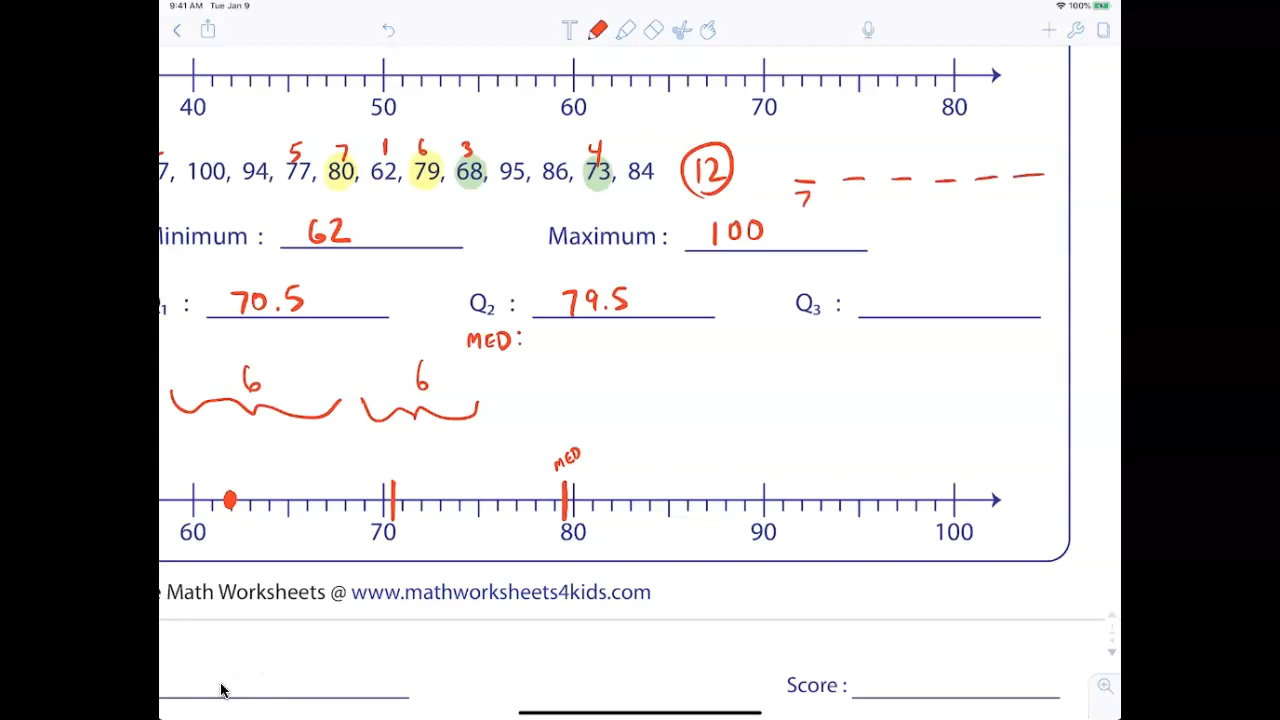 9:41 AM Tue Jan 9
100%
T
40 50 60 70 80
5 7 1 6 3 4
7, 100, 94, 77, 80, 62, 79, 68, 95, 86, 73, 84 12
7
inimum : 62 Maximum : 100
1 : 70.5 Q2 : 79.5 Q3 :
MED:
6 6
MED
60 70 80 90 100
e Math Worksheets @ www.mathworksheets4kids.com
Score :